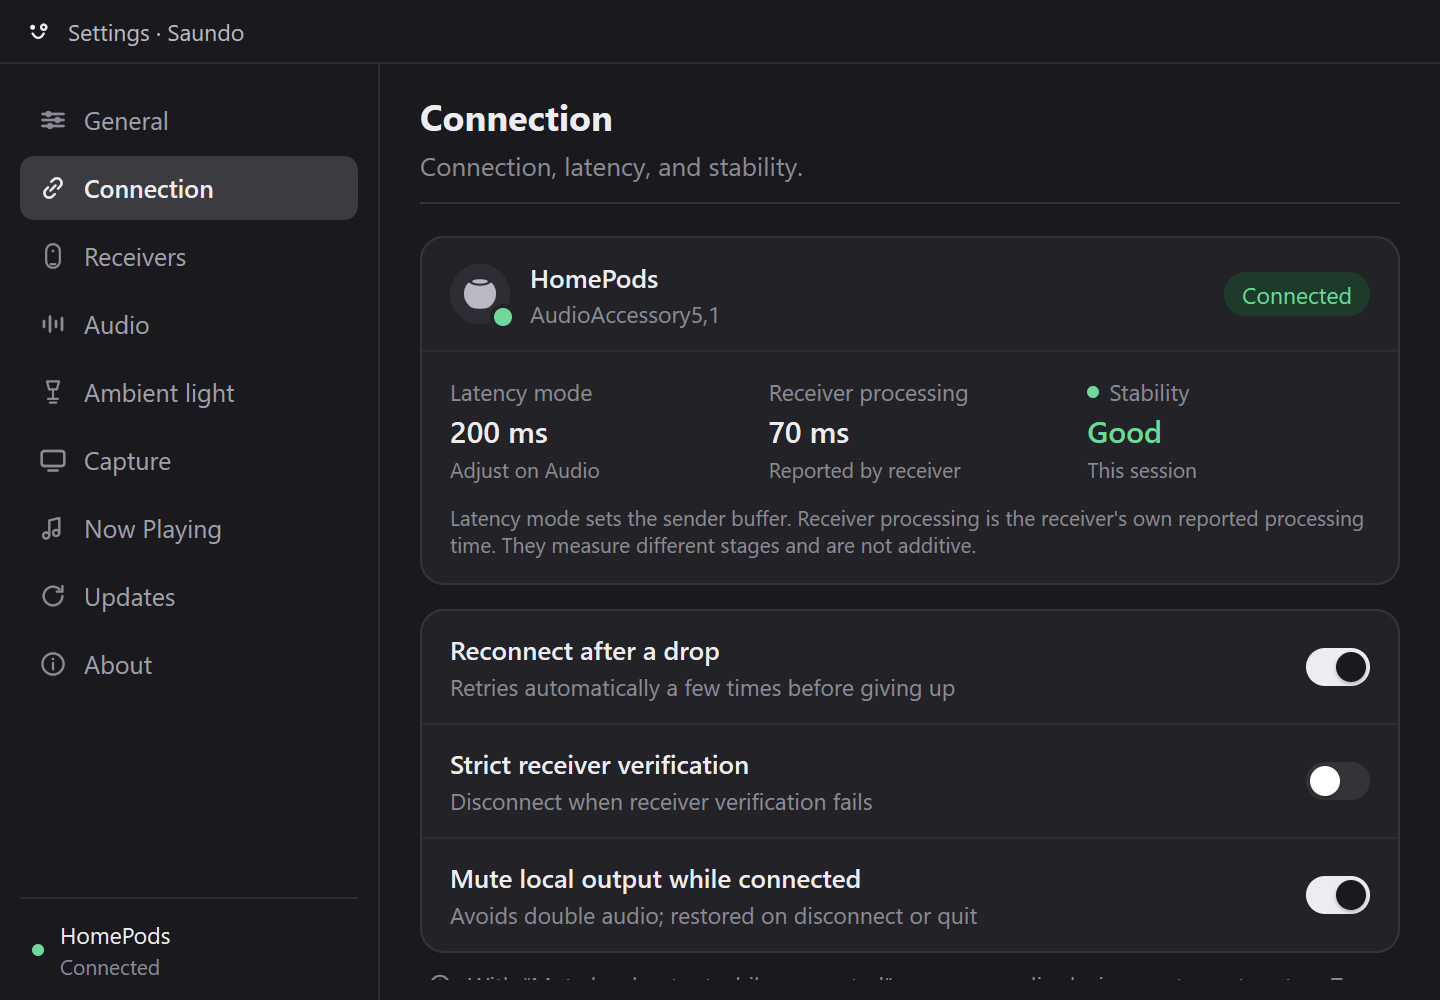 Settings · Saundo
General
Connection
Receivers
Audio
Ambient light
Capture
Now Playing
Updates
About
HomePods
Connected
Connection
Connection, latency, and stability.
HomePods
AudioAccessory5,1
Connected
Latency mode
200 ms
Adjust on Audio
Receiver processing
70 ms
Reported by receiver
Stability
Good
This session
Latency mode sets the sender buffer. Receiver processing is the receiver's own reported processing
time. They measure different stages and are not additive.
Reconnect after a drop
Retries automatically a few times before giving up
Strict receiver verification
Disconnect when receiver verification fails
Mute local output while connected
Avoids double audio; restored on disconnect or quit